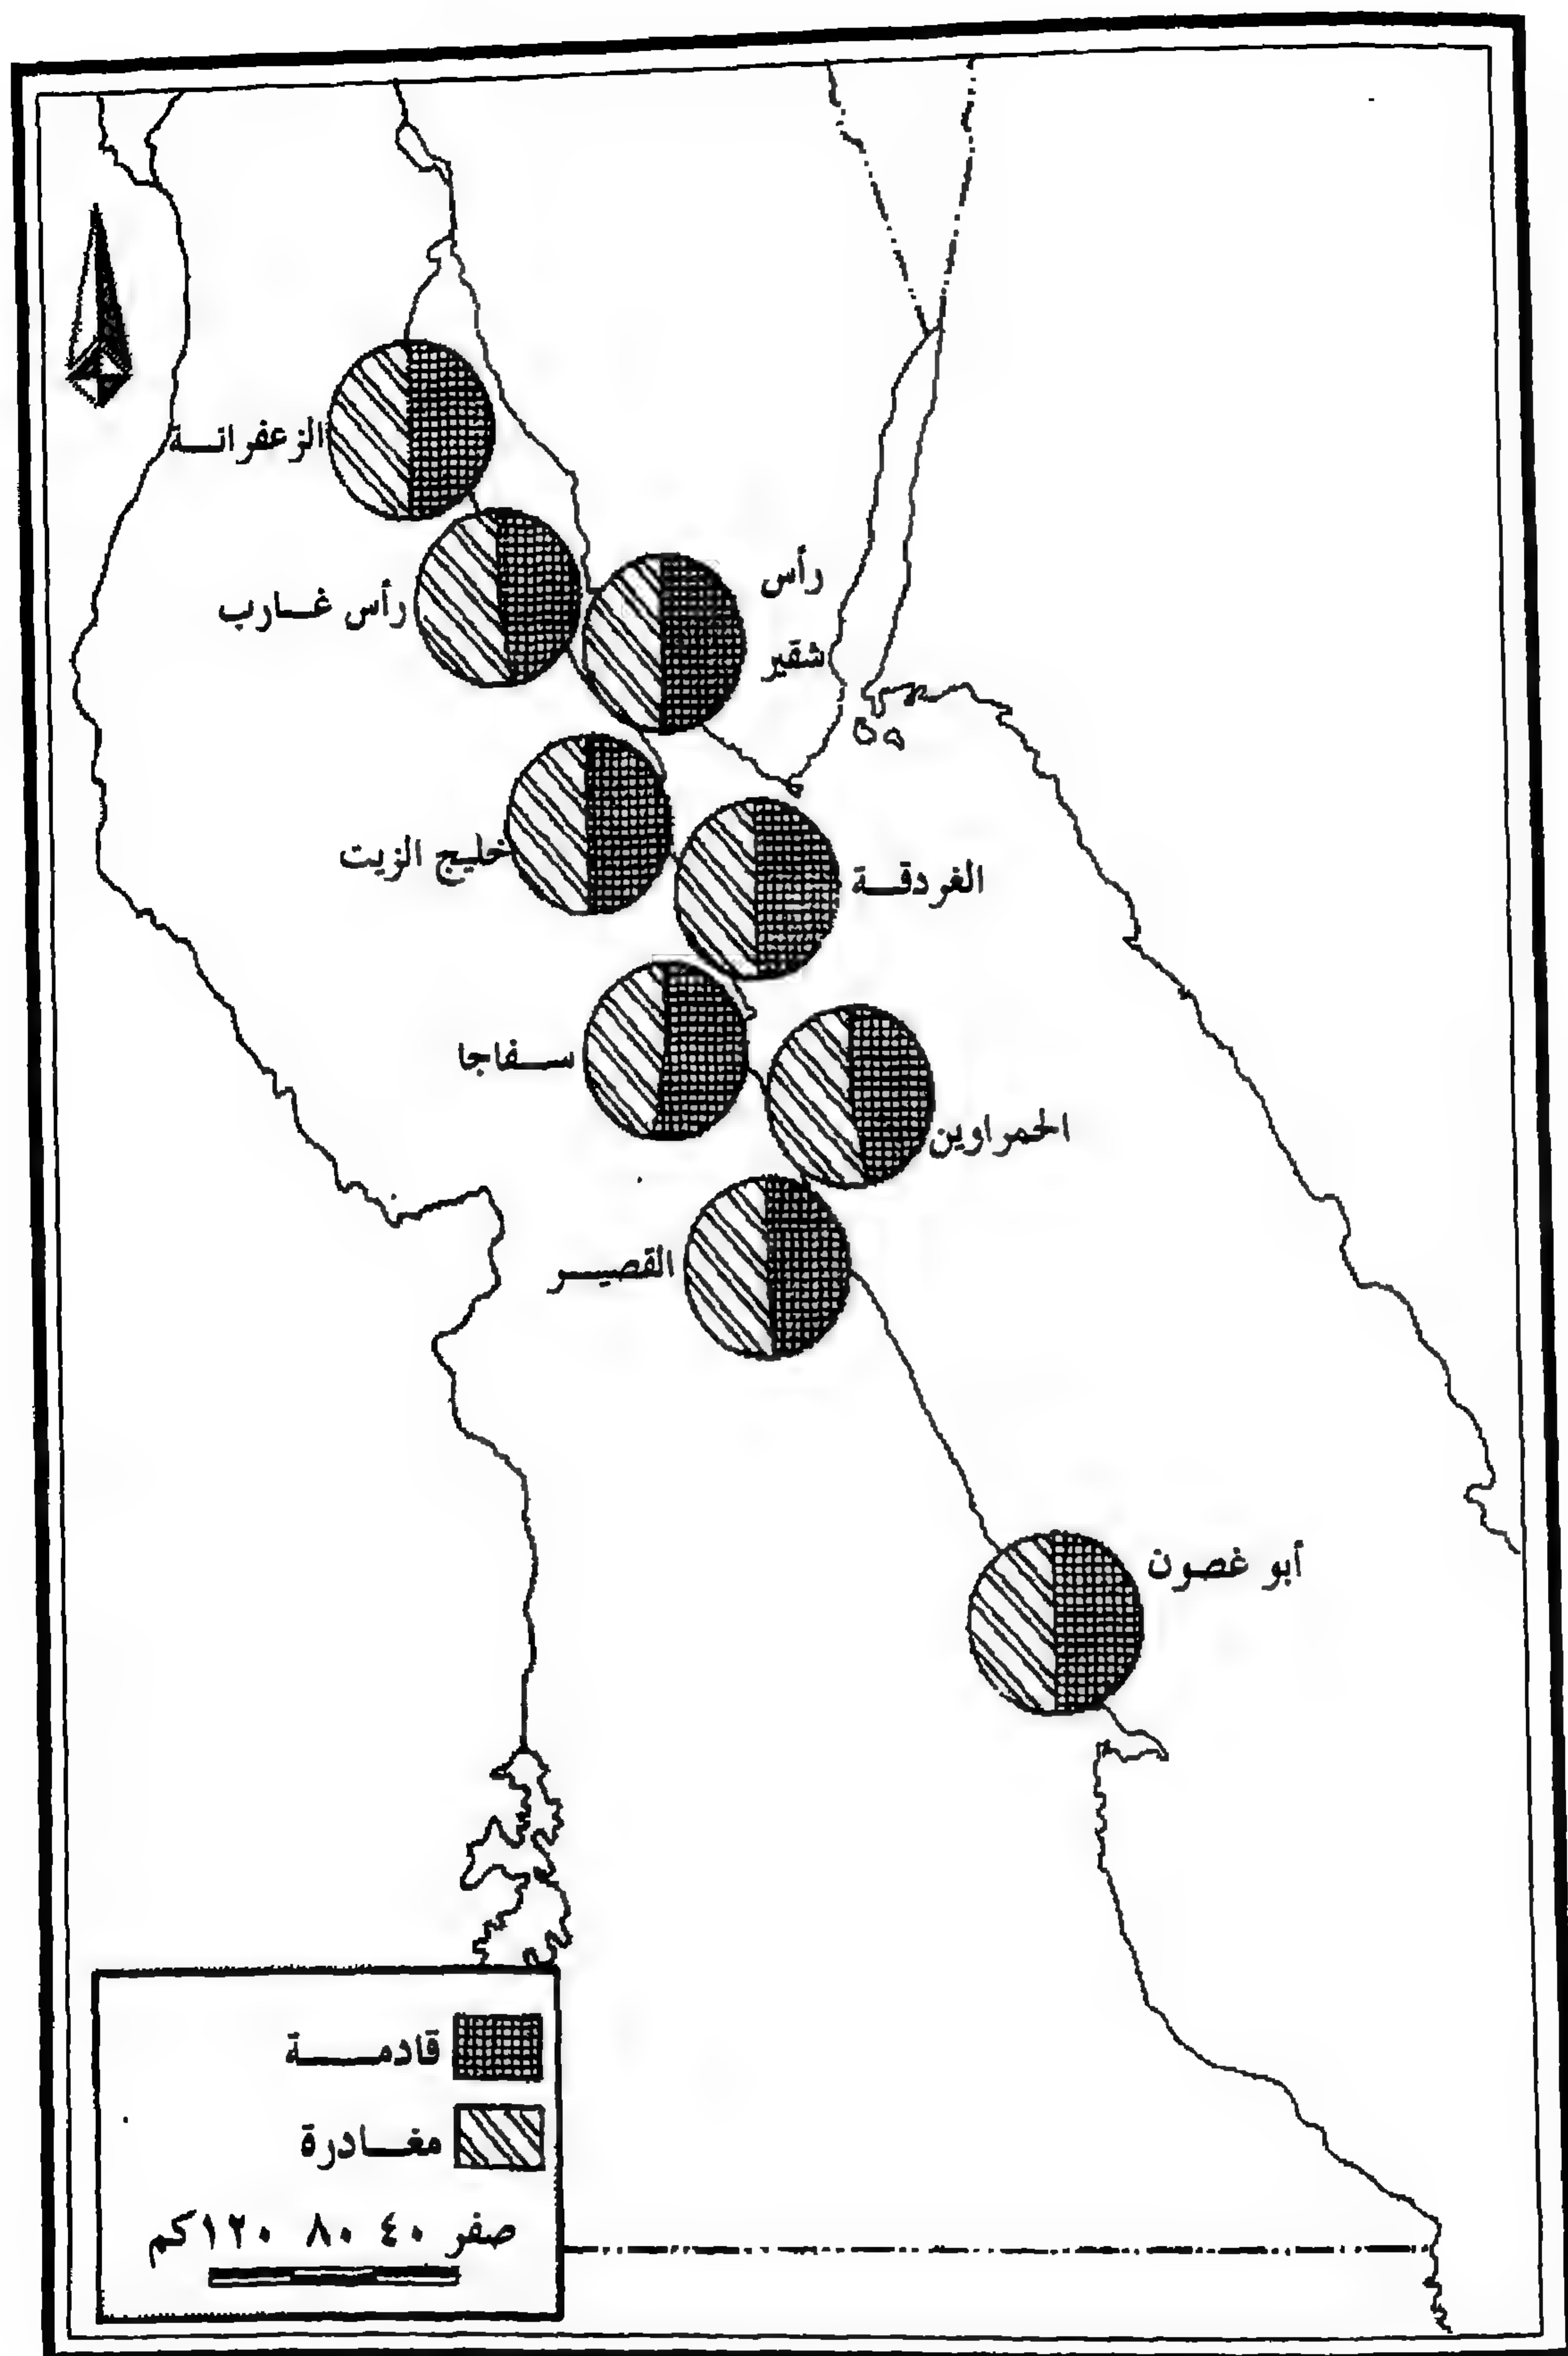 الزعفرانة
رأس غارب
رأس
شقير
خليج الزيت
الغردقة
سفاجا
الحمراوين
القصير
أبو غصون
قادمة
مغادرة
صفر ٤٠ ٨٠ ١٢٠كم